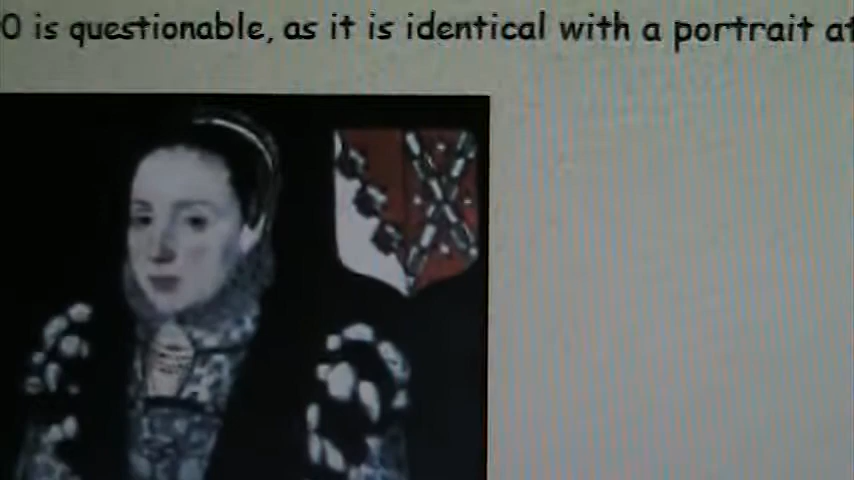 0 is questionable, as it is identical with a portrait at